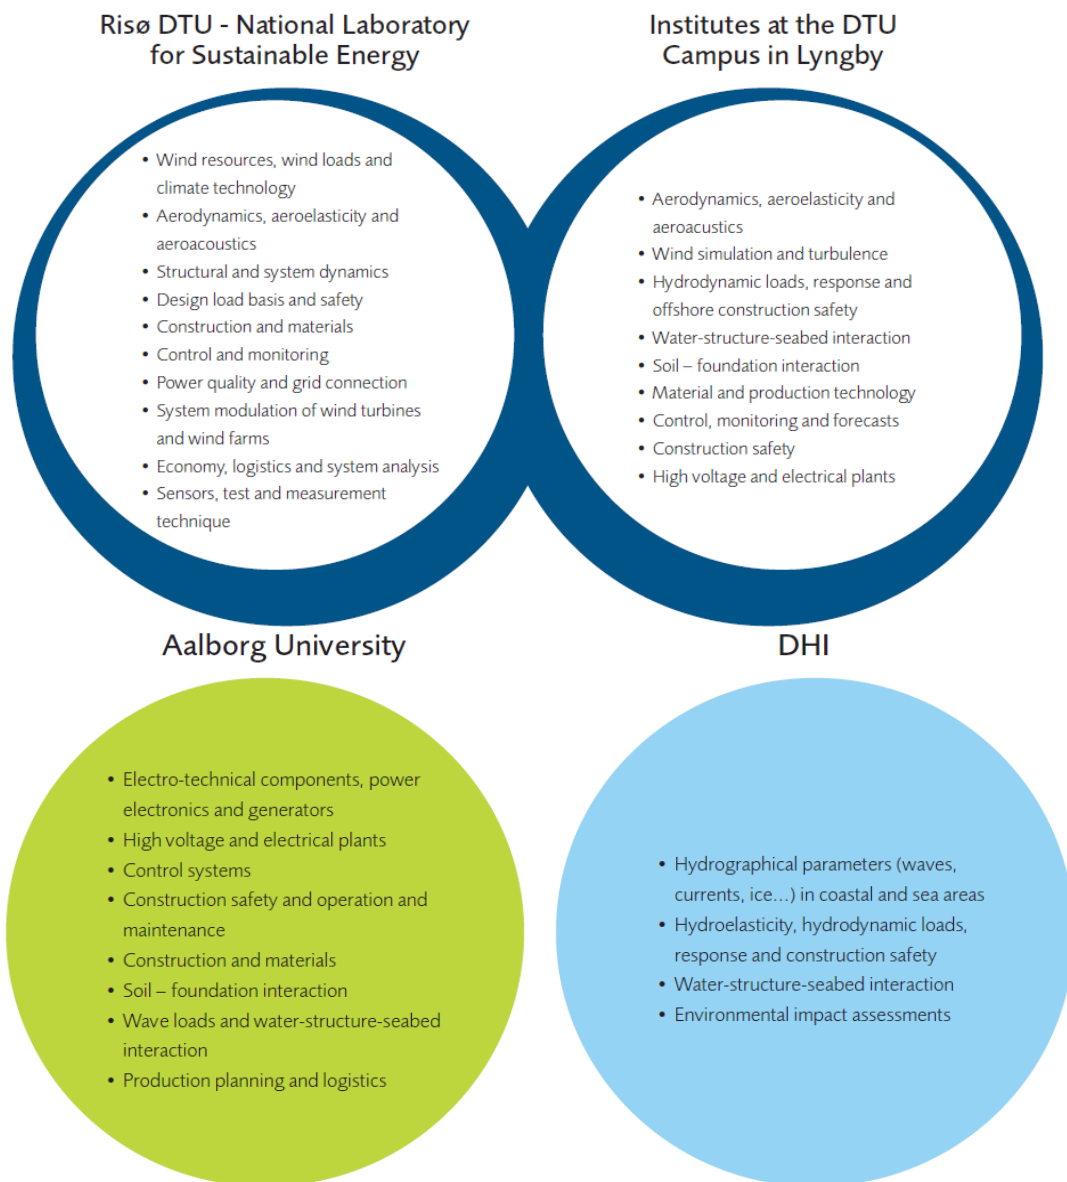 Risø DTU - National Laboratory
for Sustainable Energy
• Wind resources, wind loads and
climate technology
• Aerodynamics, aeroelasticity and
aeroacoustics
• Structural and system dynamics
• Design load basis and safety
• Construction and materials
• Control and monitoring
• Power quality and grid connection
• System modulation of wind turbines
and wind farms
• Economy, logistics and system analysis
• Sensors, test and measurement
technique
Institutes at the DTU
Campus in Lyngby
• Aerodynamics, aeroelasticity and
aeroacustics
• Wind simulation and turbulence
• Hydrodynamic loads, response and
offshore construction safety
• Water-structure-seabed interaction
• Soil – foundation interaction
• Material and production technology
• Control, monitoring and forecasts
• Construction safety
• High voltage and electrical plants
Aalborg University
• Electro-technical components, power
electronics and generators
• High voltage and electrical plants
• Control systems
• Construction safety and operation and
maintenance
• Construction and materials
• Soil – foundation interaction
• Wave loads and water-structure-seabed
interaction
• Production planning and logistics
DHI
• Hydrographical parameters (waves,
currents, ice...) in coastal and sea areas
• Hydroelasticity, hydrodynamic loads,
response and construction safety
• Water-structure-seabed interaction
• Environmental impact assessments